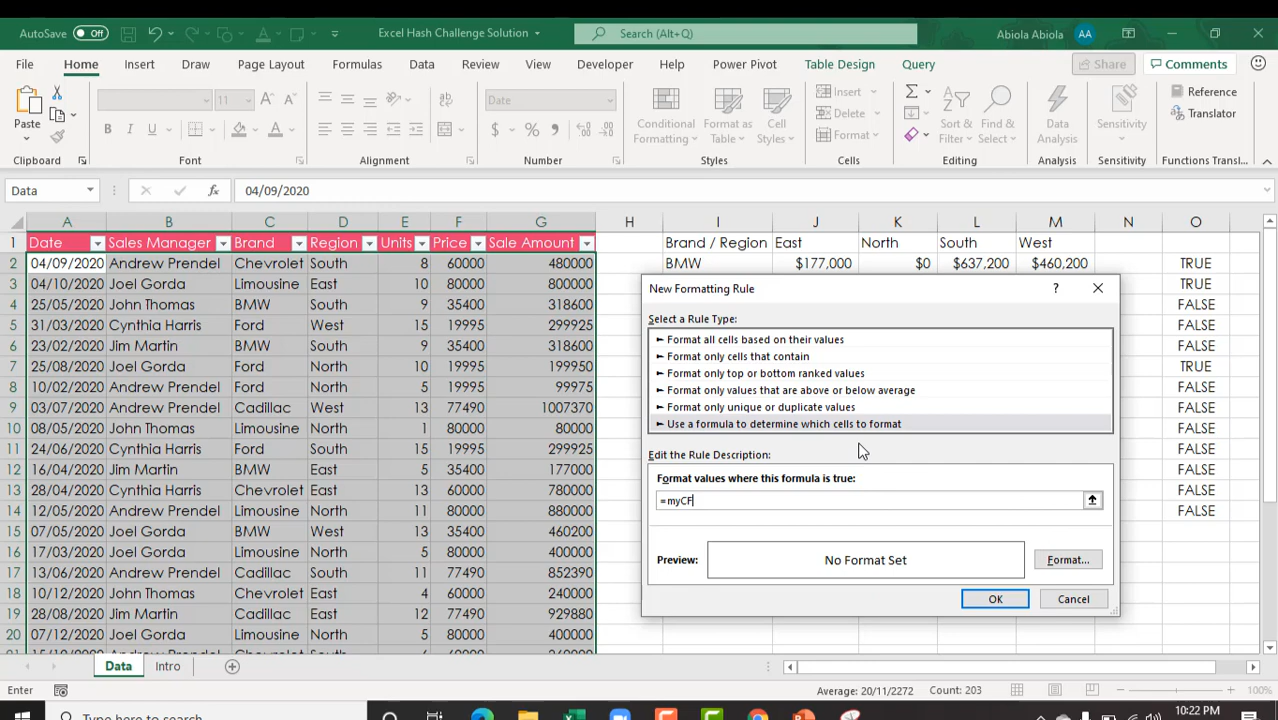 AutoSave Off Excel Hash Challenge Solution Search (Alt+Q) Abiola Abiola AA
File Home Insert Draw Page Layout Formulas Data Review View Developer Help Power Pivot Table Design Query Share Comments
Paste 11 A A ab B I U A Date $ % Conditional Formatting Format as Table Cell Styles Insert Delete Format Sort & Filter Find & Select Data Analysis Sensitivity Reference Translator
Clipboard Font Alignment Number Styles Cells Editing Analysis Sensitivity Functions Transl...
Data fx 04/09/2020
A B C D E F G H I J K L M N O
1 Date Sales Manager Brand Region Units Price Sale Amount Brand / Region East North South West
2 04/09/2020 Andrew Prendel Chevrolet South 8 60000 480000 BMW $177,000 $0 $637,200 $460,200 TRUE
3 04/10/2020 Joel Gorda Limousine East 10 80000 800000 TRUE
4 25/05/2020 John Thomas BMW South 9 35400 318600 FALSE
5 31/03/2020 Cynthia Harris Ford West 15 19995 299925 FALSE
6 23/02/2020 Jim Martin BMW South 9 35400 318600 FALSE
7 25/08/2020 Joel Gorda Ford North 10 19995 199950 TRUE
8 10/02/2020 Andrew Prendel Ford North 5 19995 99975 FALSE
9 03/07/2020 Andrew Prendel Cadillac West 13 77490 1007370 FALSE
10 08/05/2020 John Thomas Limousine South 1 80000 80000 FALSE
11 24/06/2020 Cynthia Harris Ford South 15 19995 299925 FALSE
12 16/04/2020 Jim Martin BMW East 5 35400 177000 FALSE
13 28/04/2020 Cynthia Harris Chevrolet East 13 60000 780000 FALSE
14 12/05/2020 Andrew Prendel Limousine North 11 80000 880000 FALSE
15 07/05/2020 Joel Gorda BMW West 13 35400 460200
16 17/03/2020 Joel Gorda Limousine North 5 80000 400000
17 13/06/2020 Andrew Prendel Cadillac South 11 77490 852390
18 10/12/2020 John Thomas Chevrolet East 4 60000 240000
19 28/08/2020 Jim Martin Cadillac East 12 77490 929880
20 07/12/2020 Joel Gorda Limousine North 5 80000 400000
New Formatting Rule ?
Select a Rule Type:
► Format all cells based on their values
► Format only cells that contain
► Format only top or bottom ranked values
► Format only values that are above or below average
► Format only unique or duplicate values
► Use a formula to determine which cells to format
Edit the Rule Description:
Format values where this formula is true:
=myCF
Preview: No Format Set Format...
OK Cancel
Data Intro
Enter Average: 20/11/2272 Count: 203 100%
Type here to search 10:22 PM